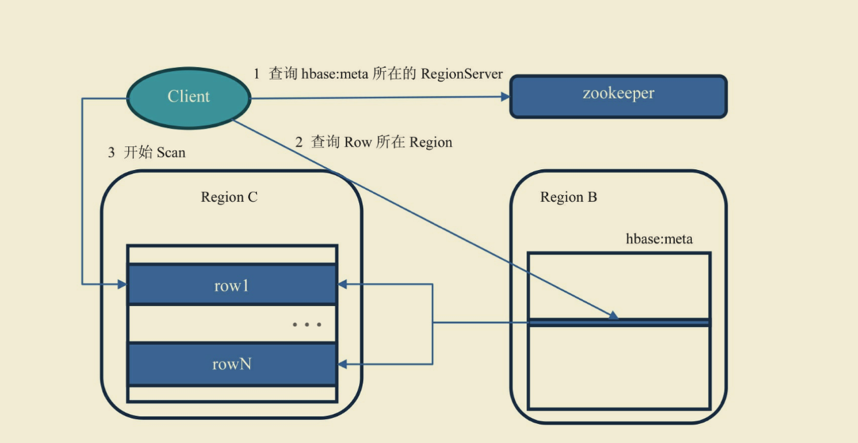 1 查询 hbase:meta 所在的 RegionServer
Client
zookeeper
2 查询 Row 所在 Region
3 开始 Scan
Region C
Region B
hbase:meta
row1
...
rowN